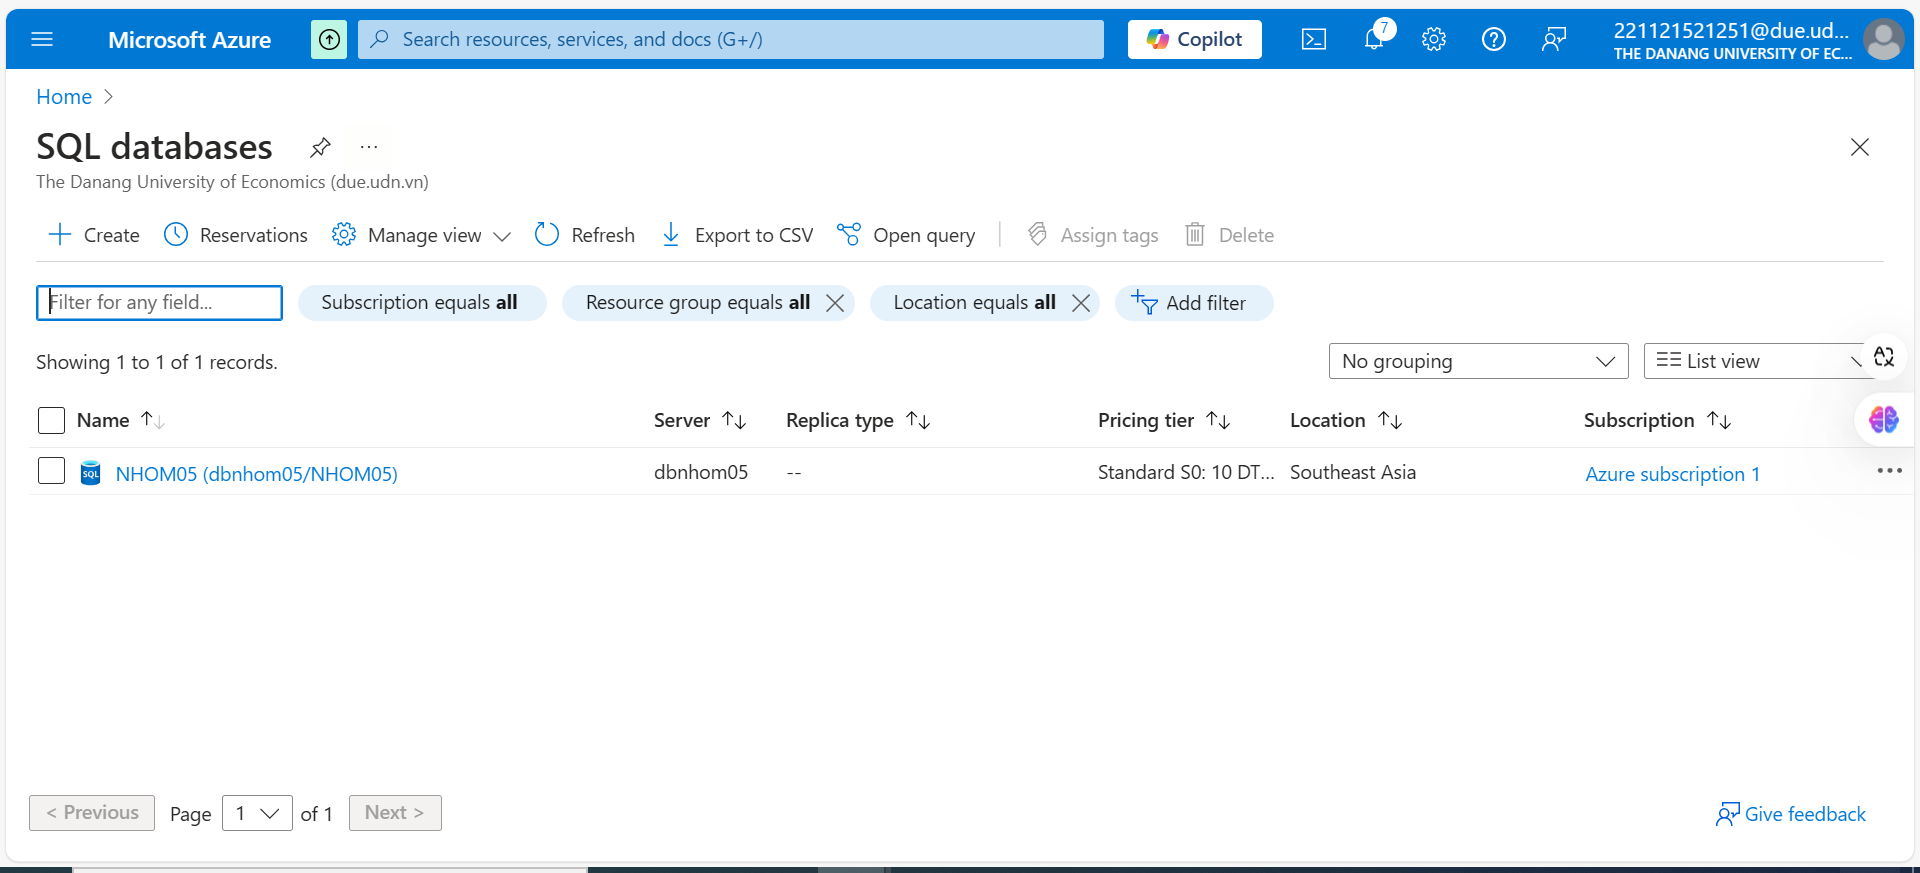 Microsoft Azure
Search resources, services, and docs (G+/)
Copilot
7
221121521251@due.ud...
THE DANANG UNIVERSITY OF EC...
Home
SQL databases
...
The Danang University of Economics (due.udn.vn)
Create Reservations Manage view Refresh Export to CSV Open query Assign tags Delete
Filter for any field... Subscription equals all Resource group equals all Location equals all Add filter
Showing 1 to 1 of 1 records. No grouping List view
Name Server Replica type Pricing tier Location Subscription
SQL NHOM05 (dbnhom05/NHOM05) dbnhom05 -- Standard S0: 10 DT... Southeast Asia Azure subscription 1 ...
< Previous Page 1 of 1 Next > Give feedback